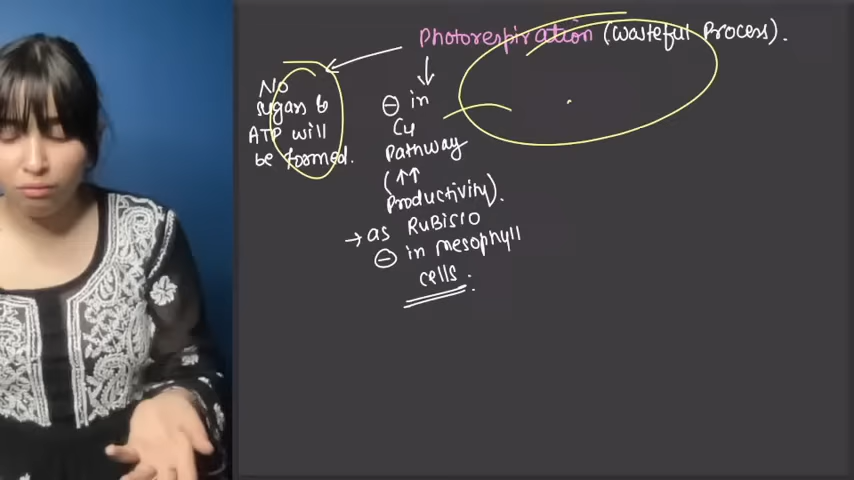 Photorespiration (Wasteful Process).
No
sugars &
ATP will
be formed.
⊖ in
C4
Pathway
(↑↑
Productivity).
→ as RuBisCO
⊖ in mesophyll
cells.